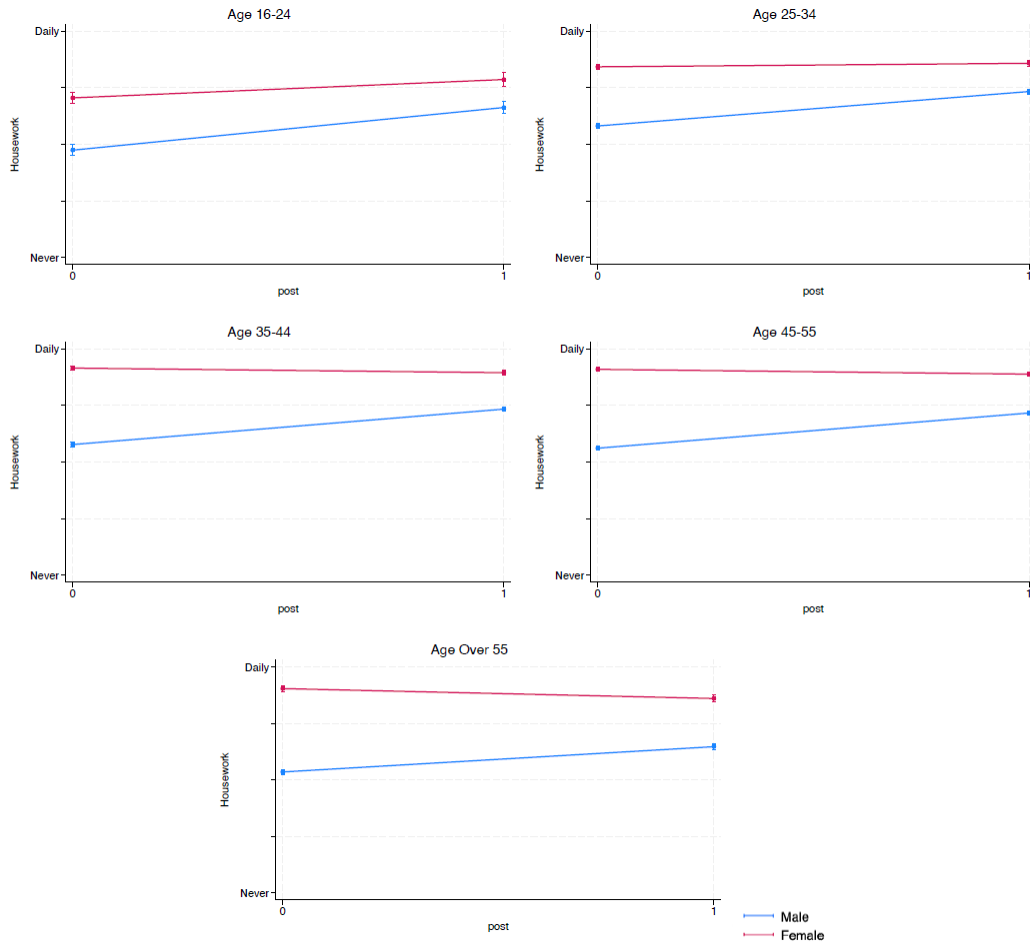 Age 16-24
Daily
Housework
Never
0 1
post
Age 25-34
Daily
Housework
Never
0 1
post
Age 35-44
Daily
Housework
Never
0 1
post
Age 45-55
Daily
Housework
Never
0 1
post
Age Over 55
Daily
Housework
Never
0 1
post
Male
Female